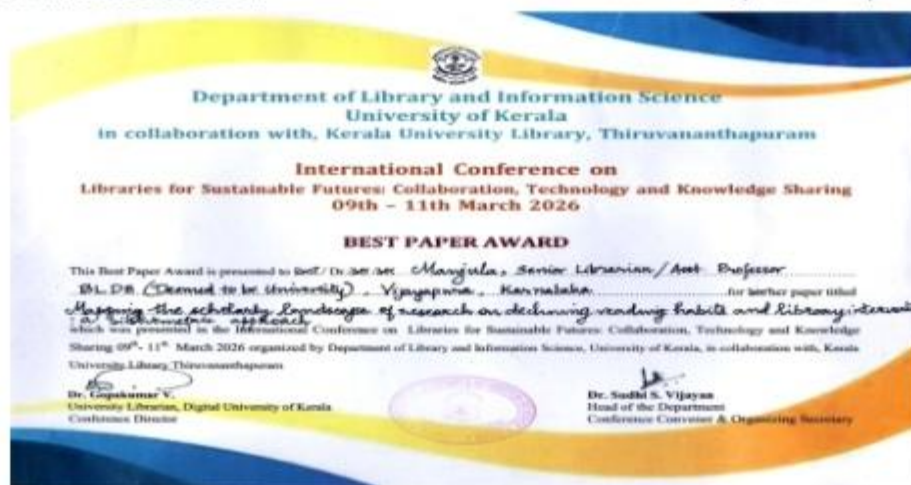 Department of Library and Information Science
University of Kerala
in collaboration with, Kerala University Library, Thiruvananthapuram
International Conference on
Libraries for Sustainable Futures: Collaboration, Technology and Knowledge Sharing
09th – 11th March 2026
BEST PAPER AWARD
This Best Paper Award is presented to Dr. Manjula, Senior Librarian / Asst Professor
BLDE (Deemed to be University), Vijayapura, Karnataka for her paper titled
Mapping the scholarly landscape of research on declining reading habits and library
: a bibliometric approach
which was presented in the International Conference on Libraries for Sustainable Futures: Collaboration, Technology and Knowledge
Sharing 09th- 11th March 2026 organized by Department of Library and Information Science, University of Kerala, in collaboration with, Kerala
University Library Thiruvananthapuram
Dr. Gopakumar V.
University Librarian, Digital University of Kerala
Conference Director
Dr. Sudhi S. Vijayan
Head of the Department
Conference Convener & Organizing Secretary